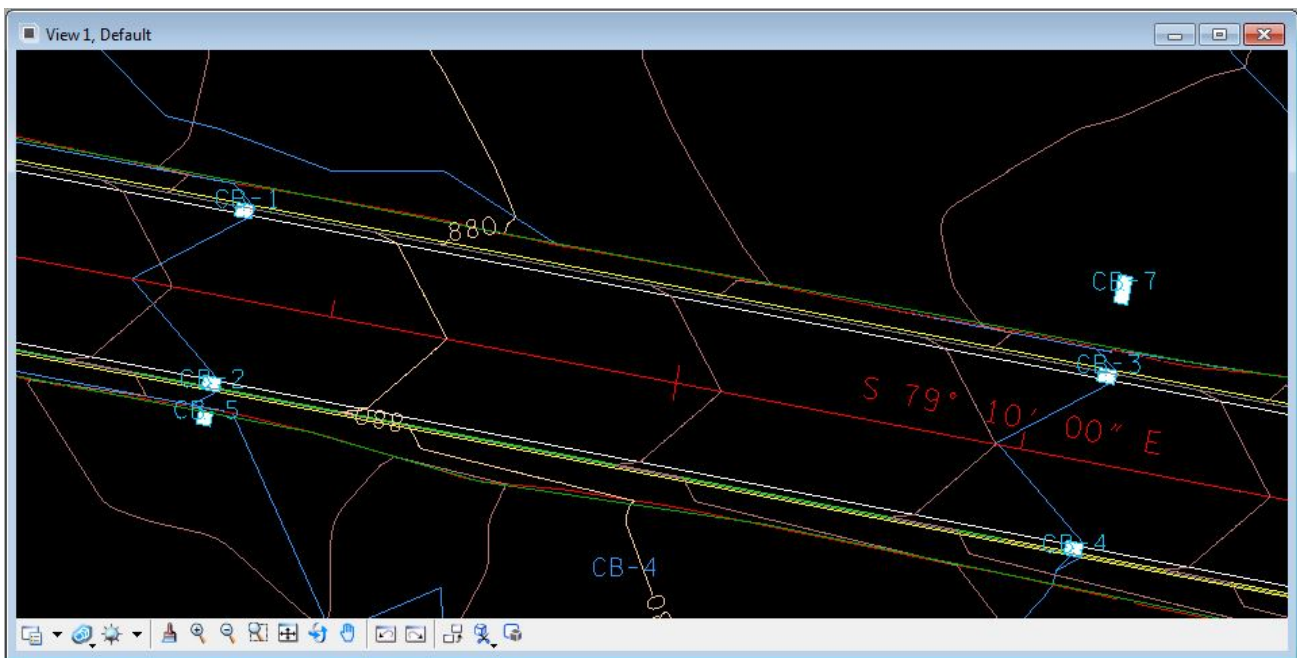 View 1, Default
CB-1
880
CB-7
CB-3
CB-2
CB-5
880
S 79° 10' 00" E
CB-4
CB-4